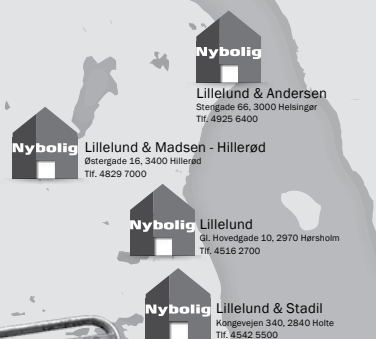 Nybolig
Lillelund & Andersen
Stengade 66, 3000 Helsingør
Tlf. 4925 6400
Nybolig
Lillelund & Madsen - Hillerød
Østergade 16, 3400 Hillerød
Tlf. 4829 7000
Nybolig
Lillelund
Gl. Hovedgade 10, 2970 Hørsholm
Tlf. 4516 2700
Nybolig
Lillelund & Stadil
Kongevejen 340, 2840 Holte
Tlf. 4542 5500